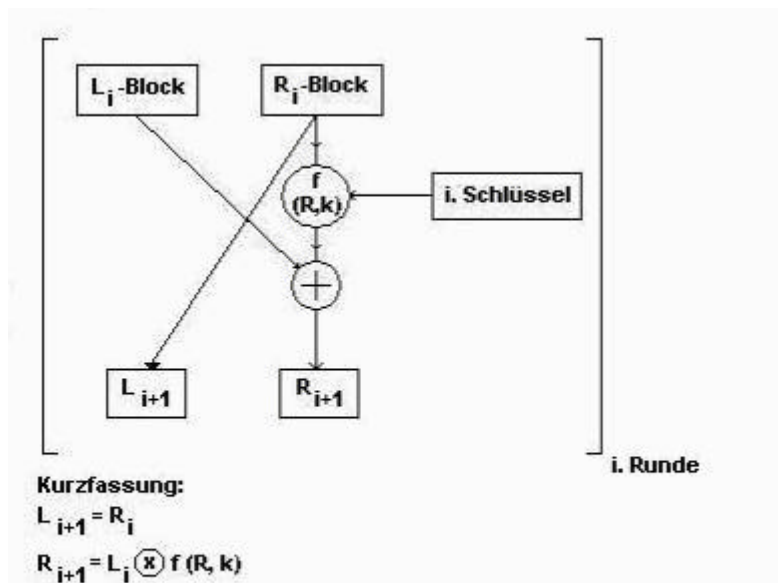 L i -Block
R i -Block
f
(R,k)
i. Schlüssel
+
L i+1
R i+1
i. Runde
Kurzfassung:
L i+1 = R i
R i+1 = L i ⓧ f (R, k)